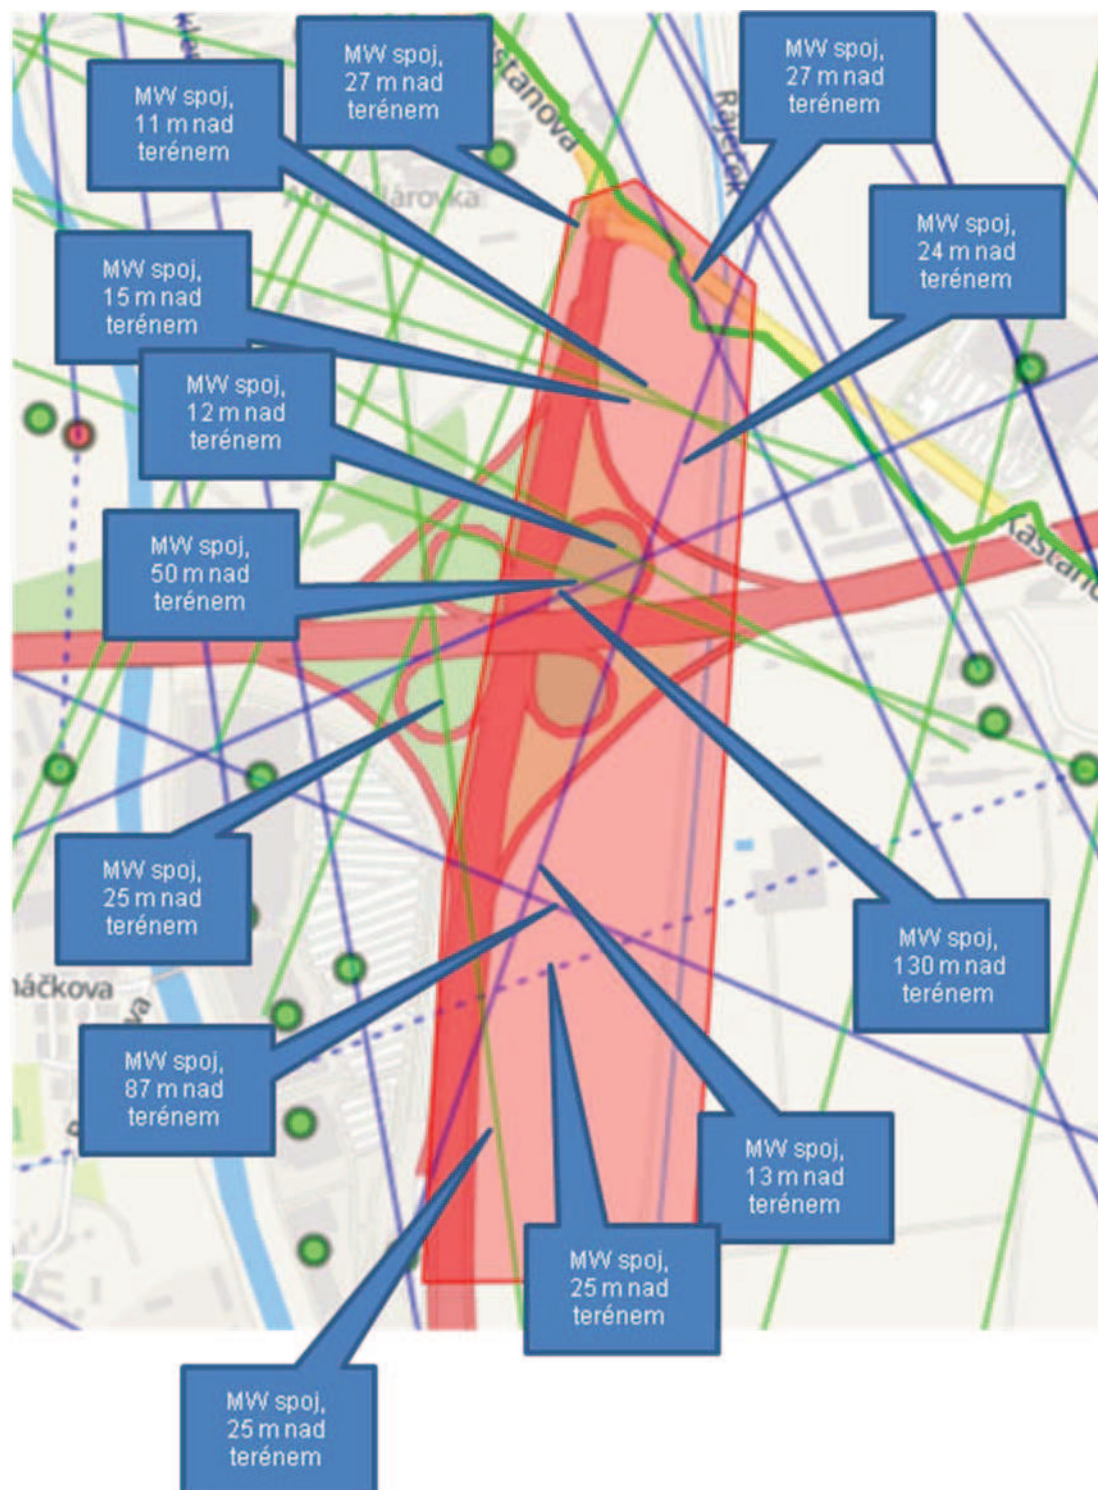 MW spoj,
27 m nad
terénem
MW spoj,
27 m nad
terénem
MW spoj,
11 m nad
terénem
Ráječek
MW spoj,
24 m nad
terénem
MW spoj,
15 m nad
terénem
MW spoj,
12 m nad
terénem
MW spoj,
50 m nad
terénem
MW spoj,
25 m nad
terénem
MW spoj,
130 m nad
terénem
náčkova
MW spoj,
87 m nad
terénem
MW spoj,
13 m nad
terénem
MW spoj,
25 m nad
terénem
MW spoj,
25 m nad
terénem